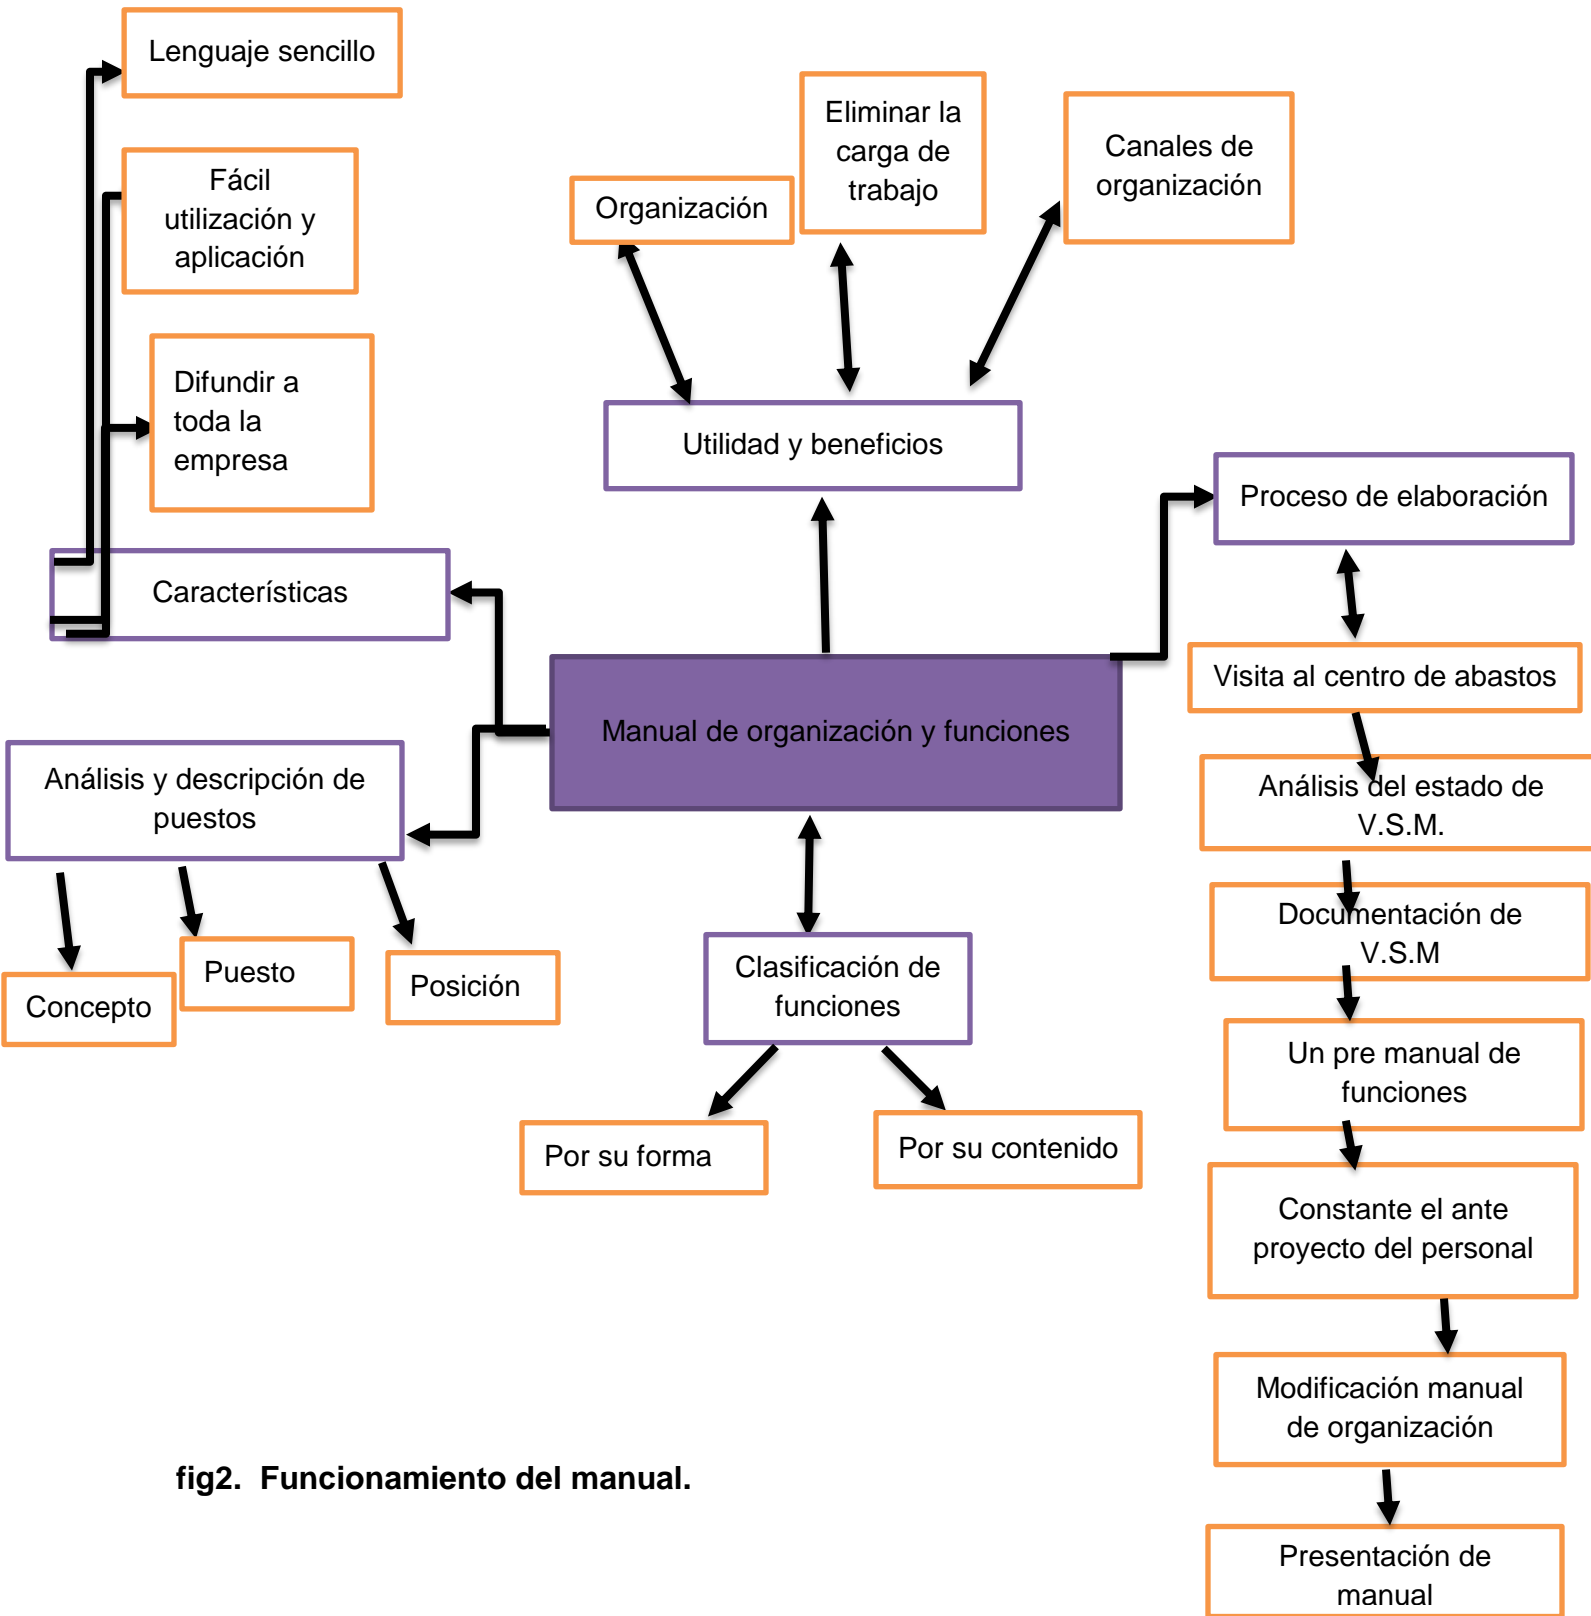 Lenguaje sencillo
Fácil
utilización y
aplicación
Difundir a
toda la
empresa
Características
Organización
Eliminar la
carga de
trabajo
Canales de
organización
Utilidad y beneficios
Proceso de elaboración
Manual de organización y funciones
Visita al centro de abastos
Análisis del estado de
V.S.M.
Documentación de
V.S.M
Un pre manual de
funciones
Constante el ante
proyecto del personal
Modificación manual
de organización
Presentación de
manual
Análisis y descripción de
puestos
Concepto
Puesto
Posición
Clasificación de
funciones
Por su forma
Por su contenido
fig2.  Funcionamiento del manual.